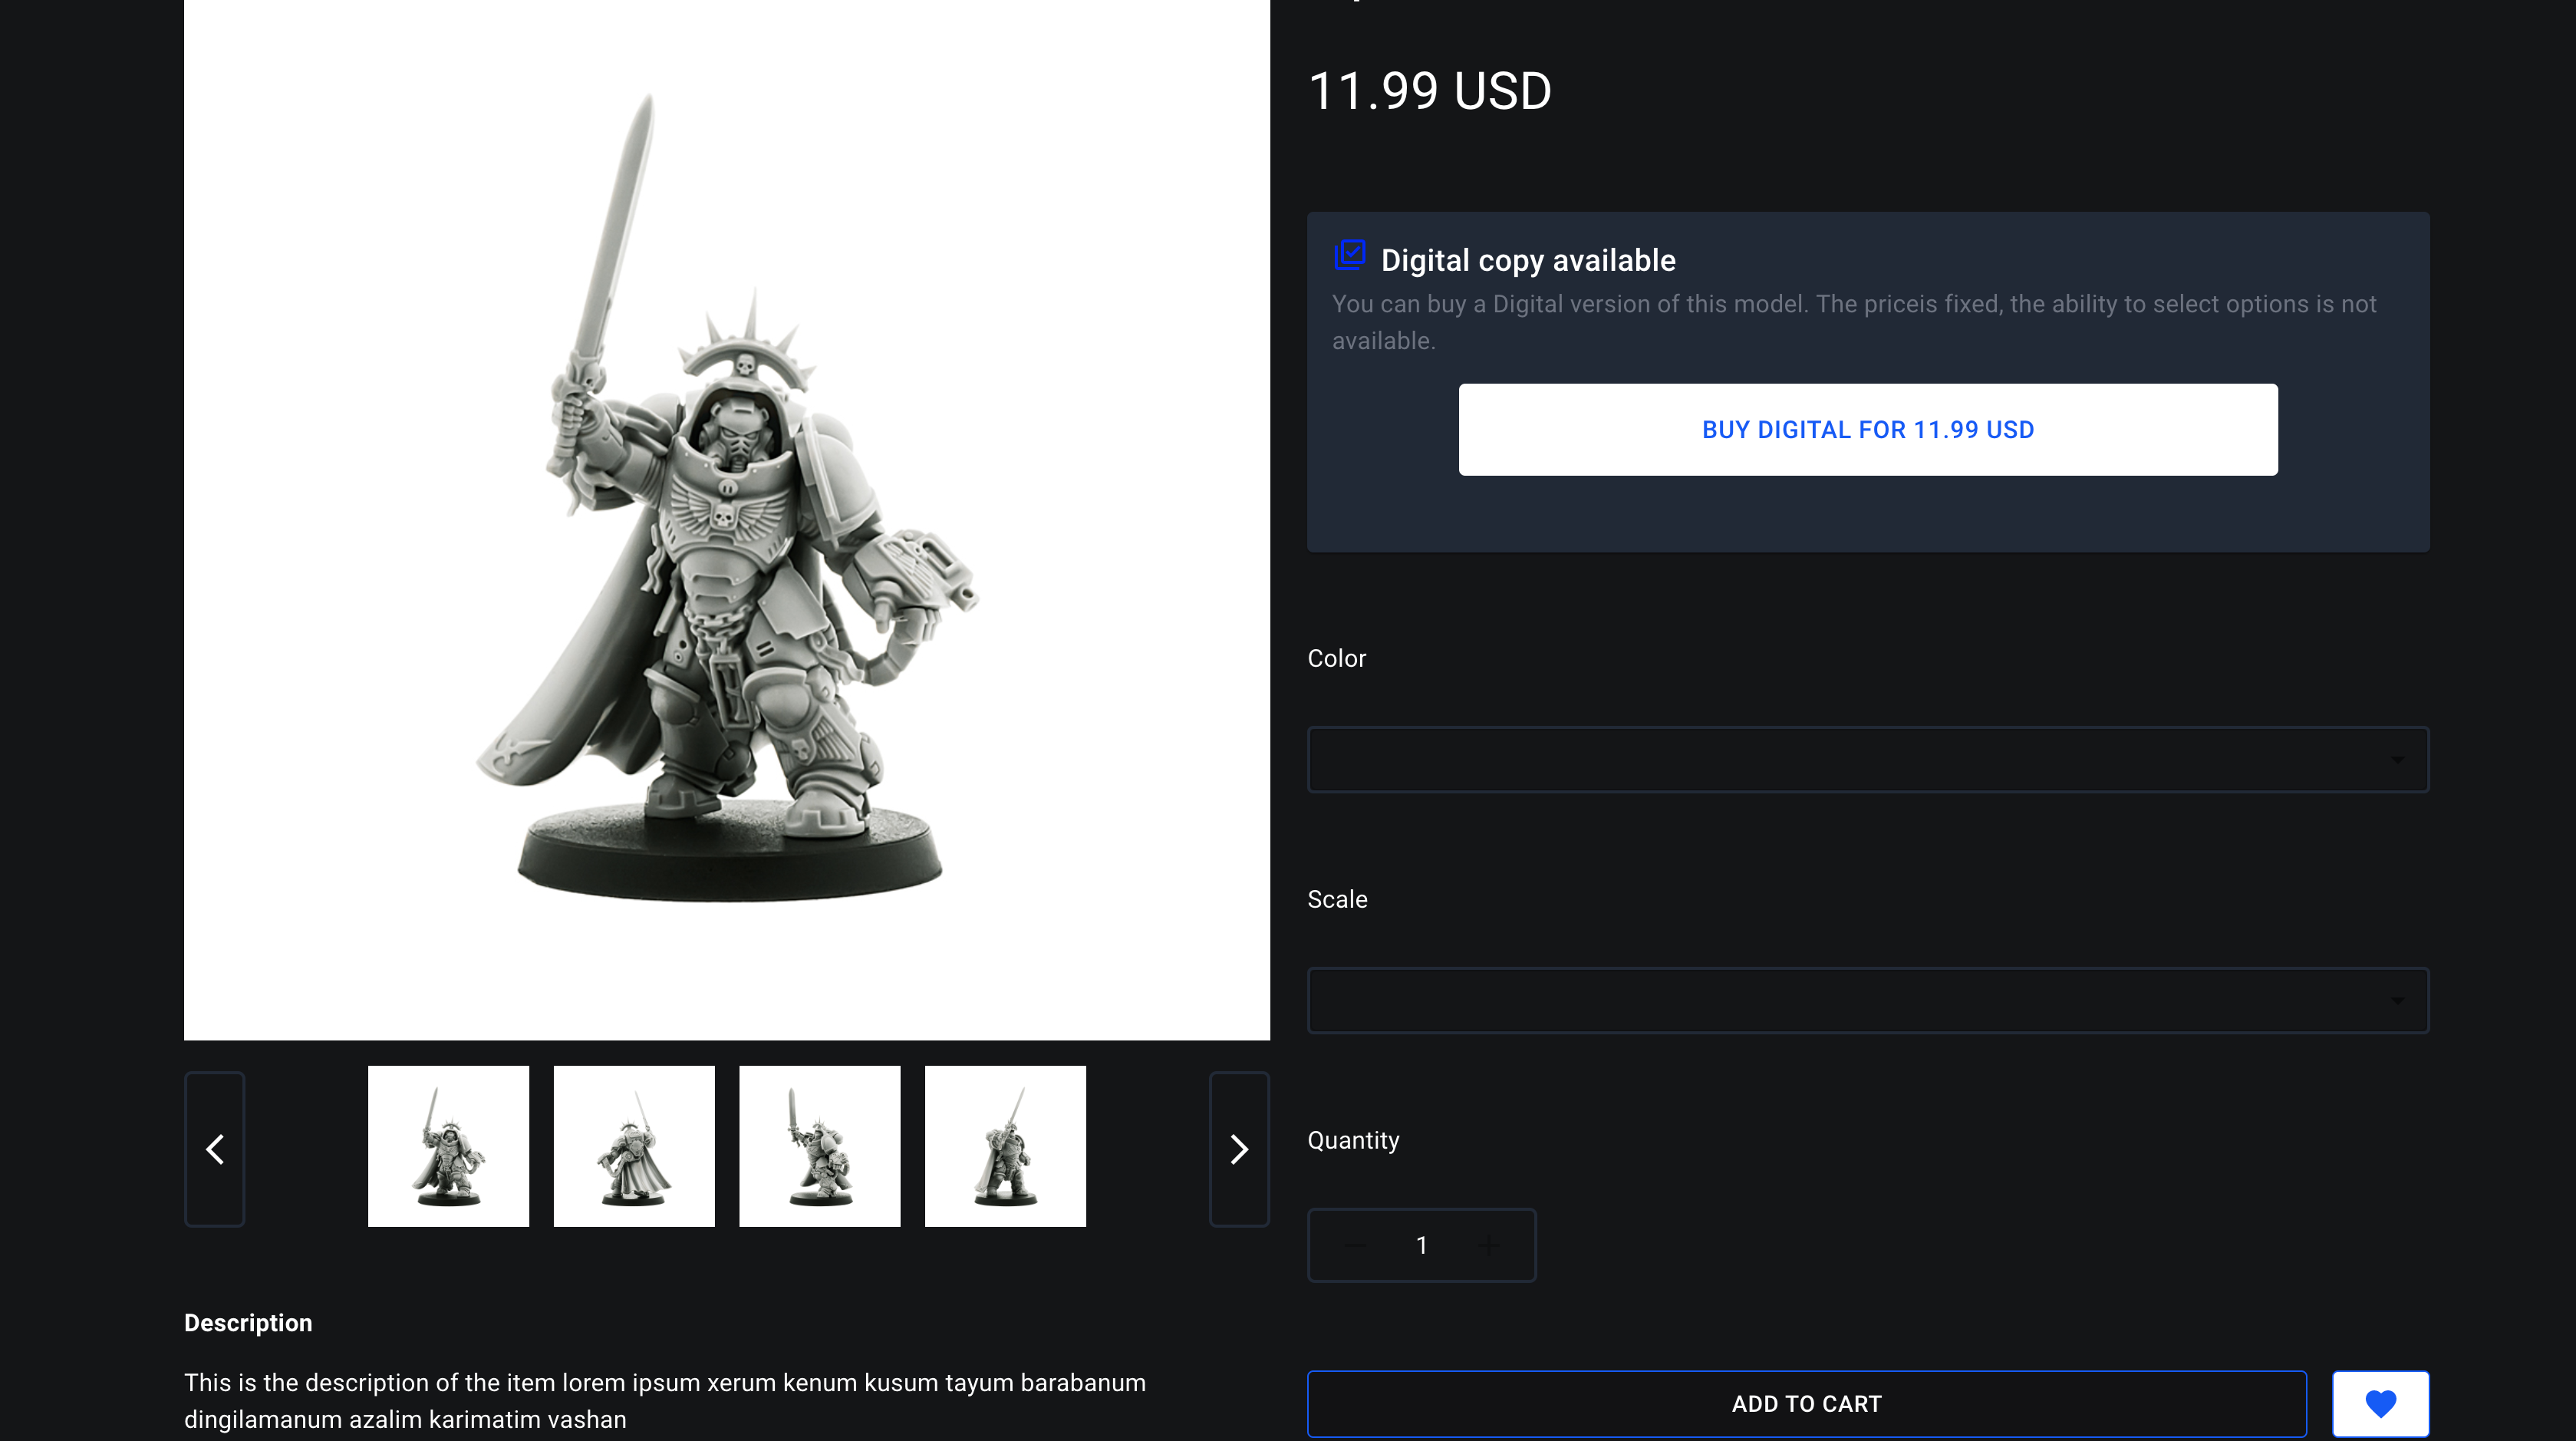 11.99 USD
Digital copy available
You can buy a Digital version of this model. The priceis fixed, the ability to select options is not
available.
BUY DIGITAL FOR 11.99 USD
Color
Scale
Quantity
1
ADD TO CART
Description
This is the description of the item lorem ipsum xerum kenum kusum tayum barabanum
dingilamanum azalim karimatim vashan